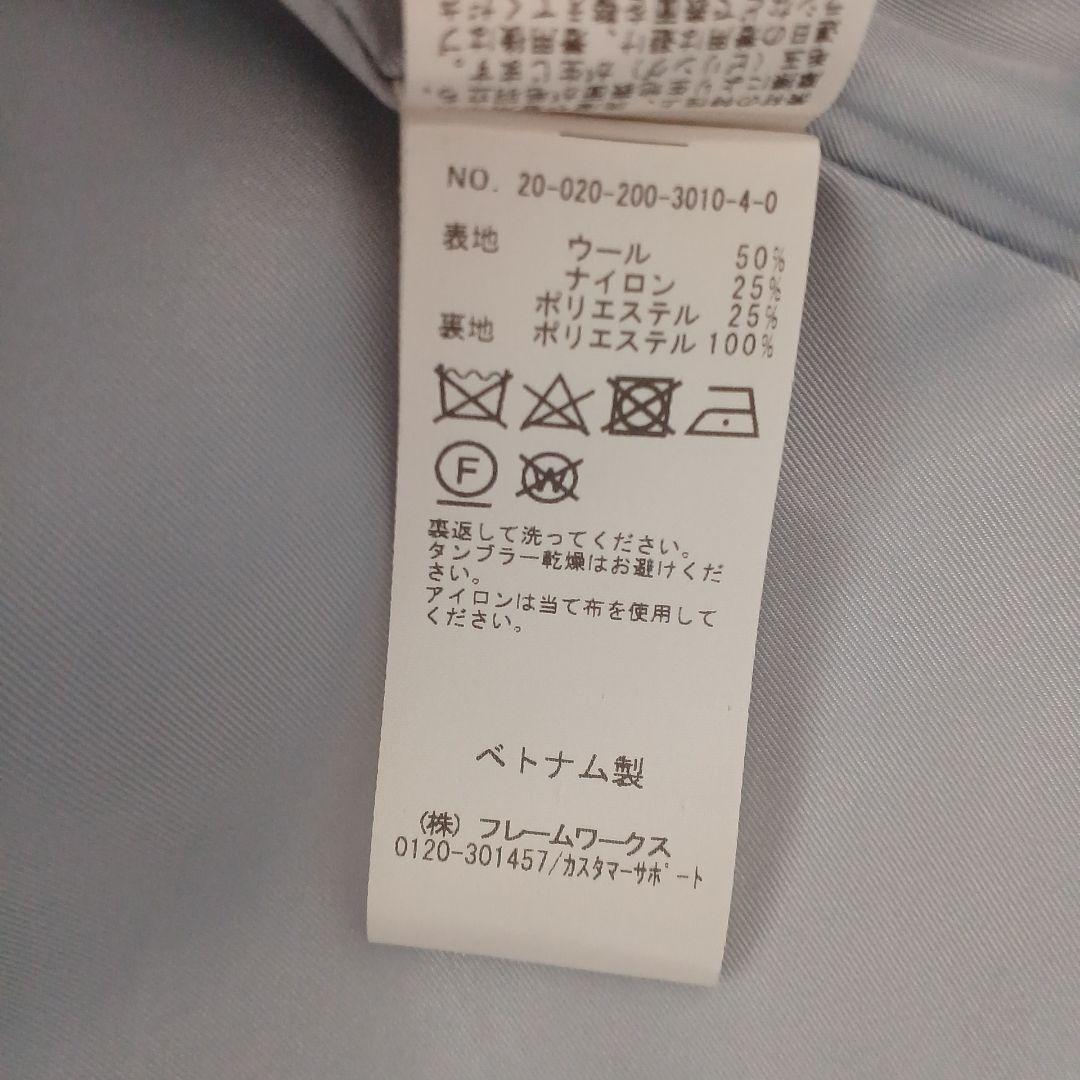 NO. 20-020-200-3010-4-0
表地 ウール 50%
ナイロン 25%
ポリエステル 25%
裏地 ポリエステル 100%
F
W
裏返して洗ってください。
タンブラー乾燥はお避けくだ
さい。
アイロンは当て布を使用して
ください。
ベトナム製
(株) フレームワークス
0120-301457/カスタマーサポート